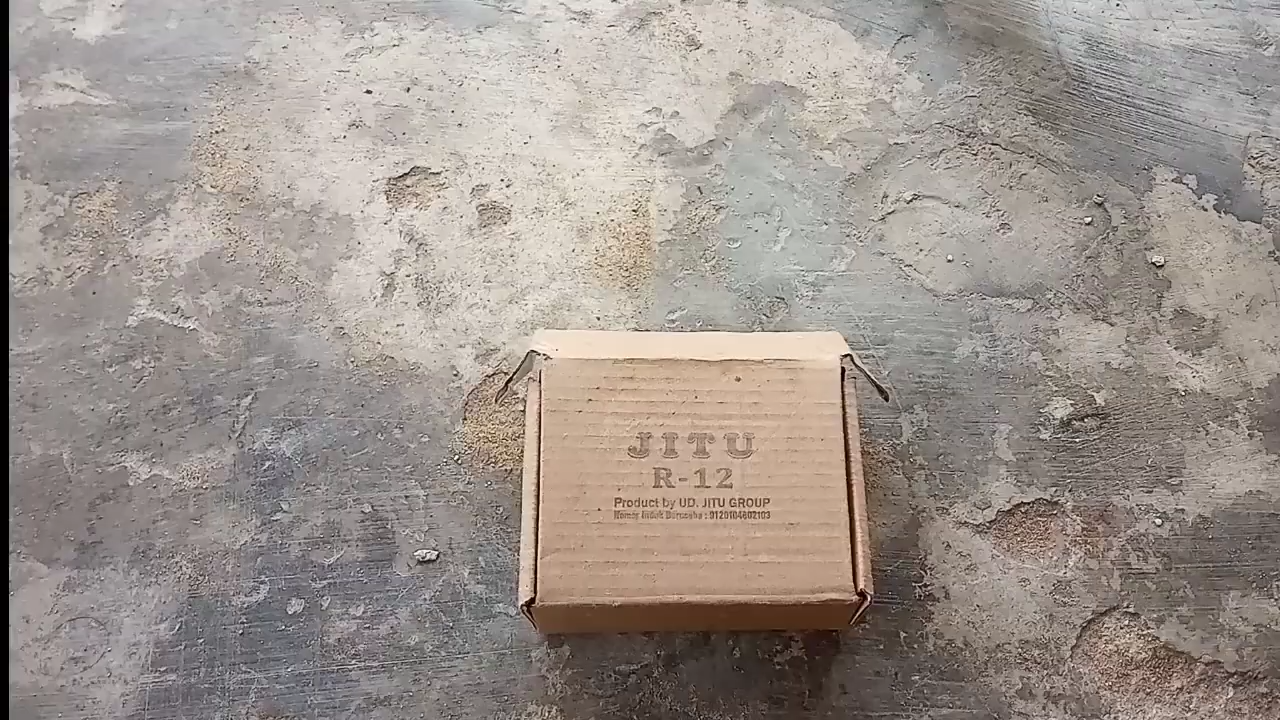 JITU
R-12
Product by UD. JITU GROUP
Nomor Induk Berusaha : 9120104602103